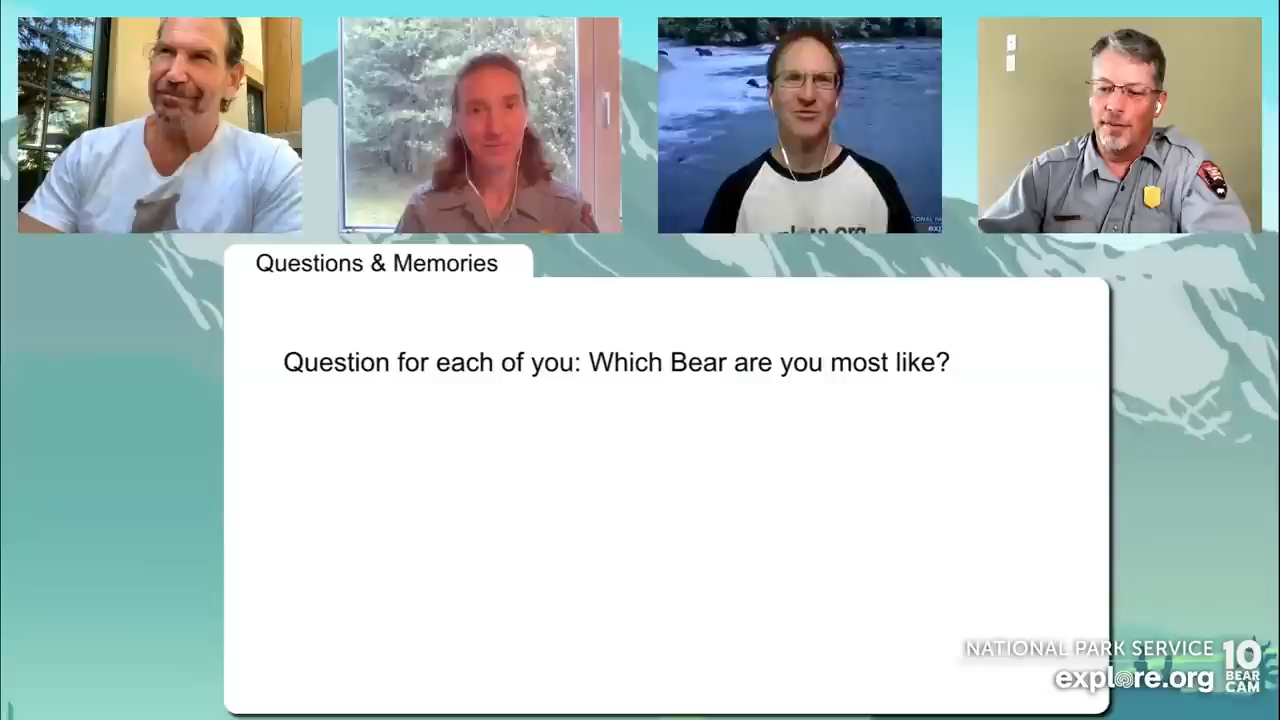 Questions & Memories
Question for each of you: Which Bear are you most like?
NATIONAL PARK SERVICE
explore.org
10
BEAR
CAM